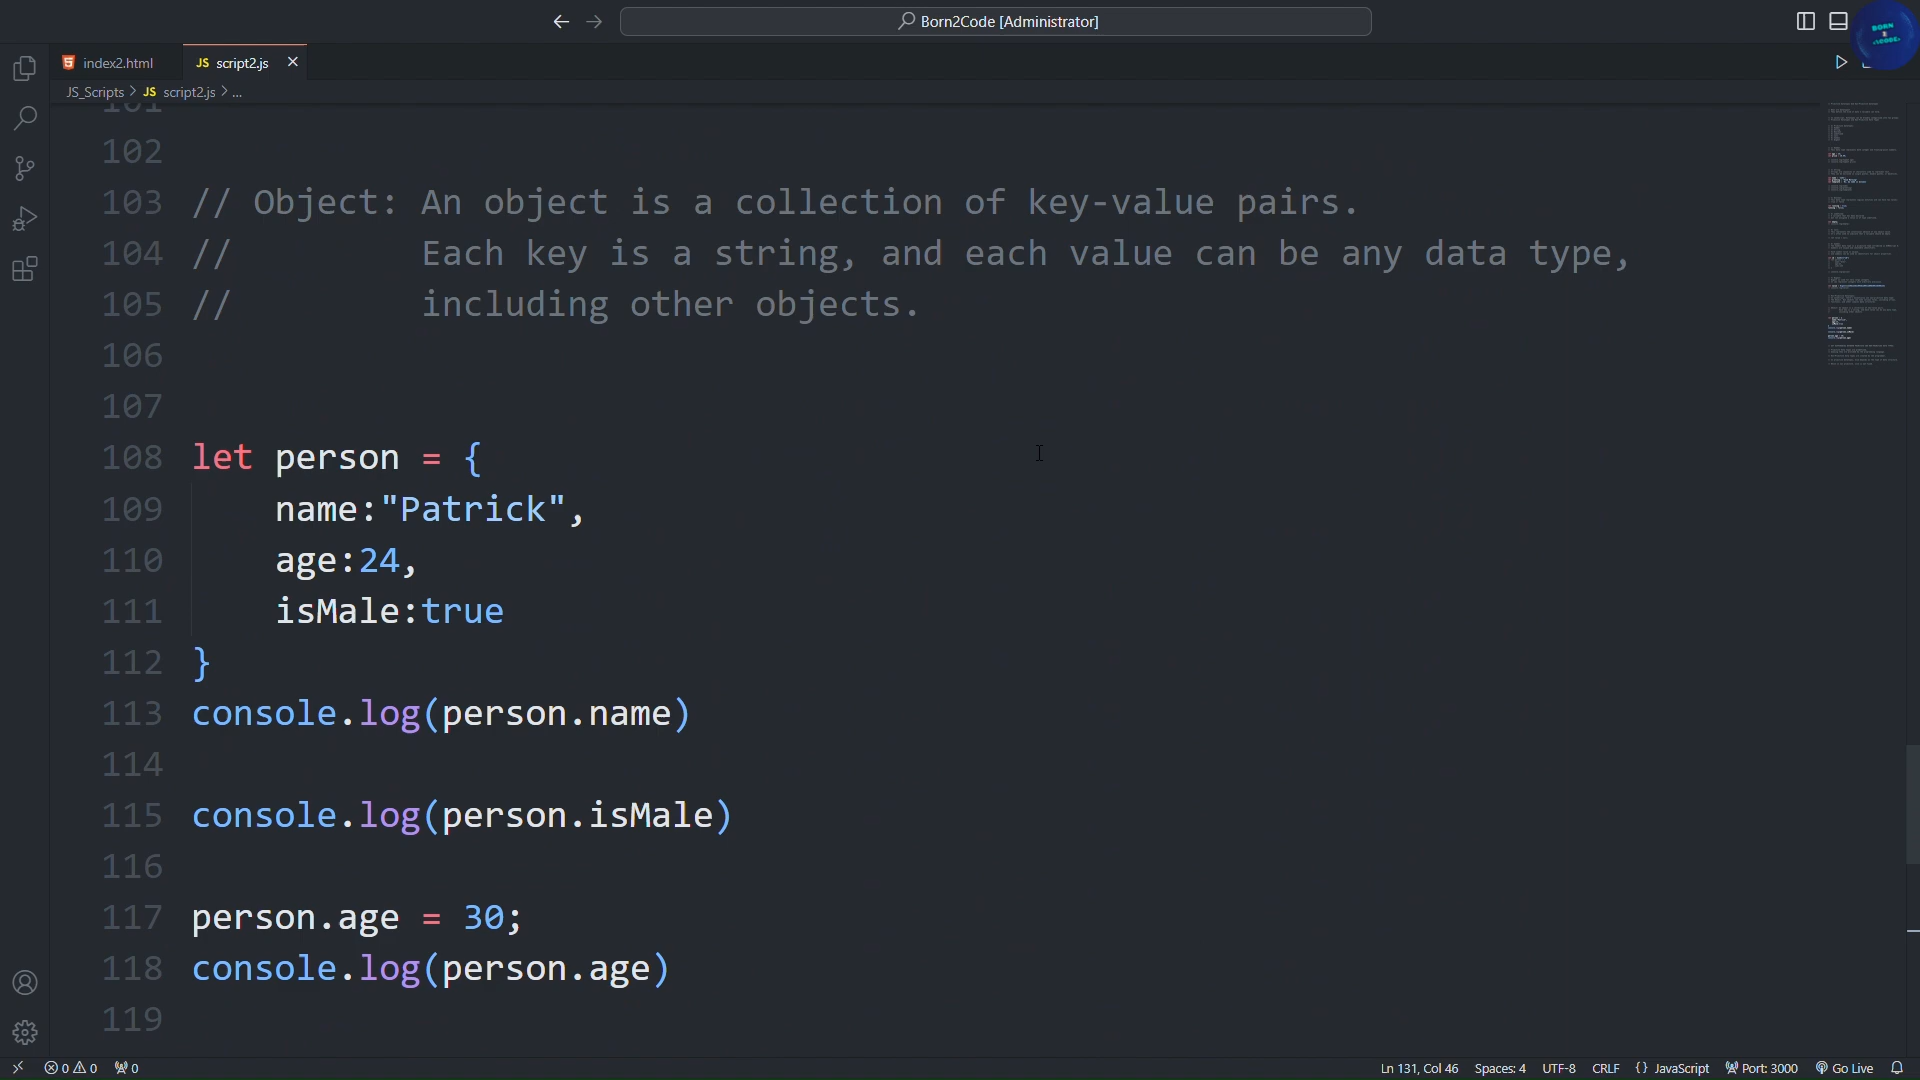 Born2Code [Administrator]
BORN
2
<CODE>
index2.html
JS script2.js
JS_Scripts > JS script2.js > ...
101
102
103 // Object: An object is a collection of key-value pairs.
104 // Each key is a string, and each value can be any data type,
105 // including other objects.
106
107
108 let person = {
109 name:"Patrick",
110 age:24,
111 isMale:true
112 }
113 console.log(person.name)
114
115 console.log(person.isMale)
116
117 person.age = 30;
118 console.log(person.age)
119
0 0 0 Ln 131, Col 46 Spaces: 4 UTF-8 CRLF {} JavaScript Port: 3000 Go Live